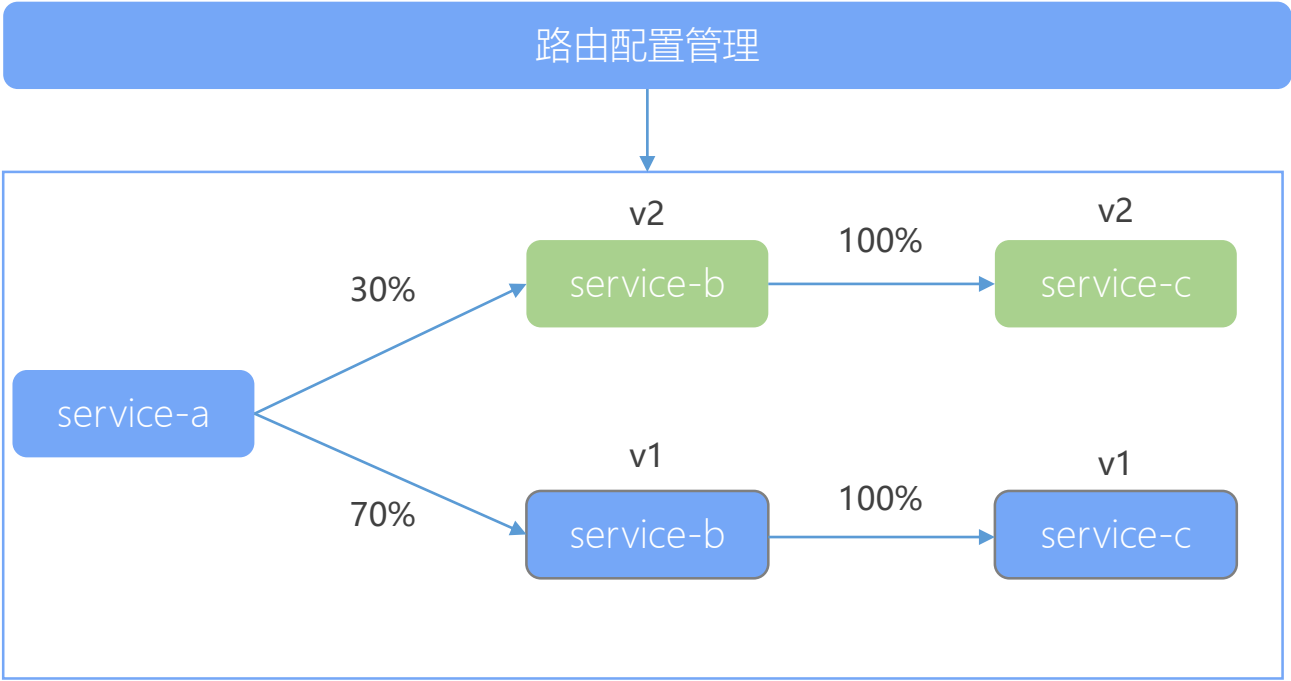 路由配置管理
v2
v2
100%
service-b
service-c
30%
service-a
v1
v1
100%
70%
service-b
service-c